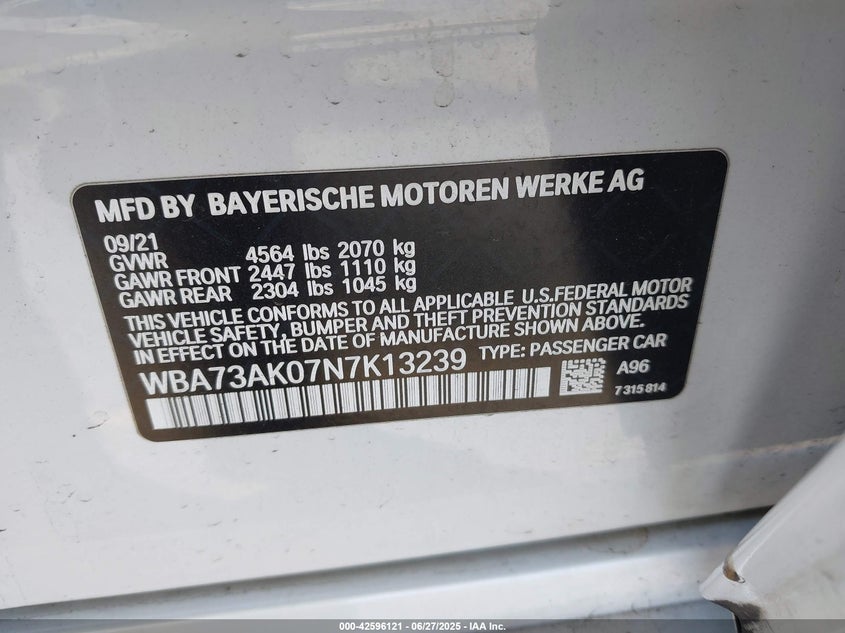 MFD BY BAYERISCHE MOTOREN WERKE AG
09/21
GVWR 4564 lbs 2070 kg
GAWR FRONT 2447 lbs 1110 kg
GAWR REAR 2304 lbs 1045 kg
THIS VEHICLE CONFORMS TO ALL APPLICABLE U.S.FEDERAL MOTOR
VEHICLE SAFETY, BUMPER AND THEFT PREVENTION STANDARDS
IN EFFECT ON THE DATE OF MANUFACTURE SHOWN ABOVE.
WBA73AK07N7K13239 TYPE: PASSENGER CAR
A96
7 315 814
000-42596121 | 06/27/2025 - IAA Inc.